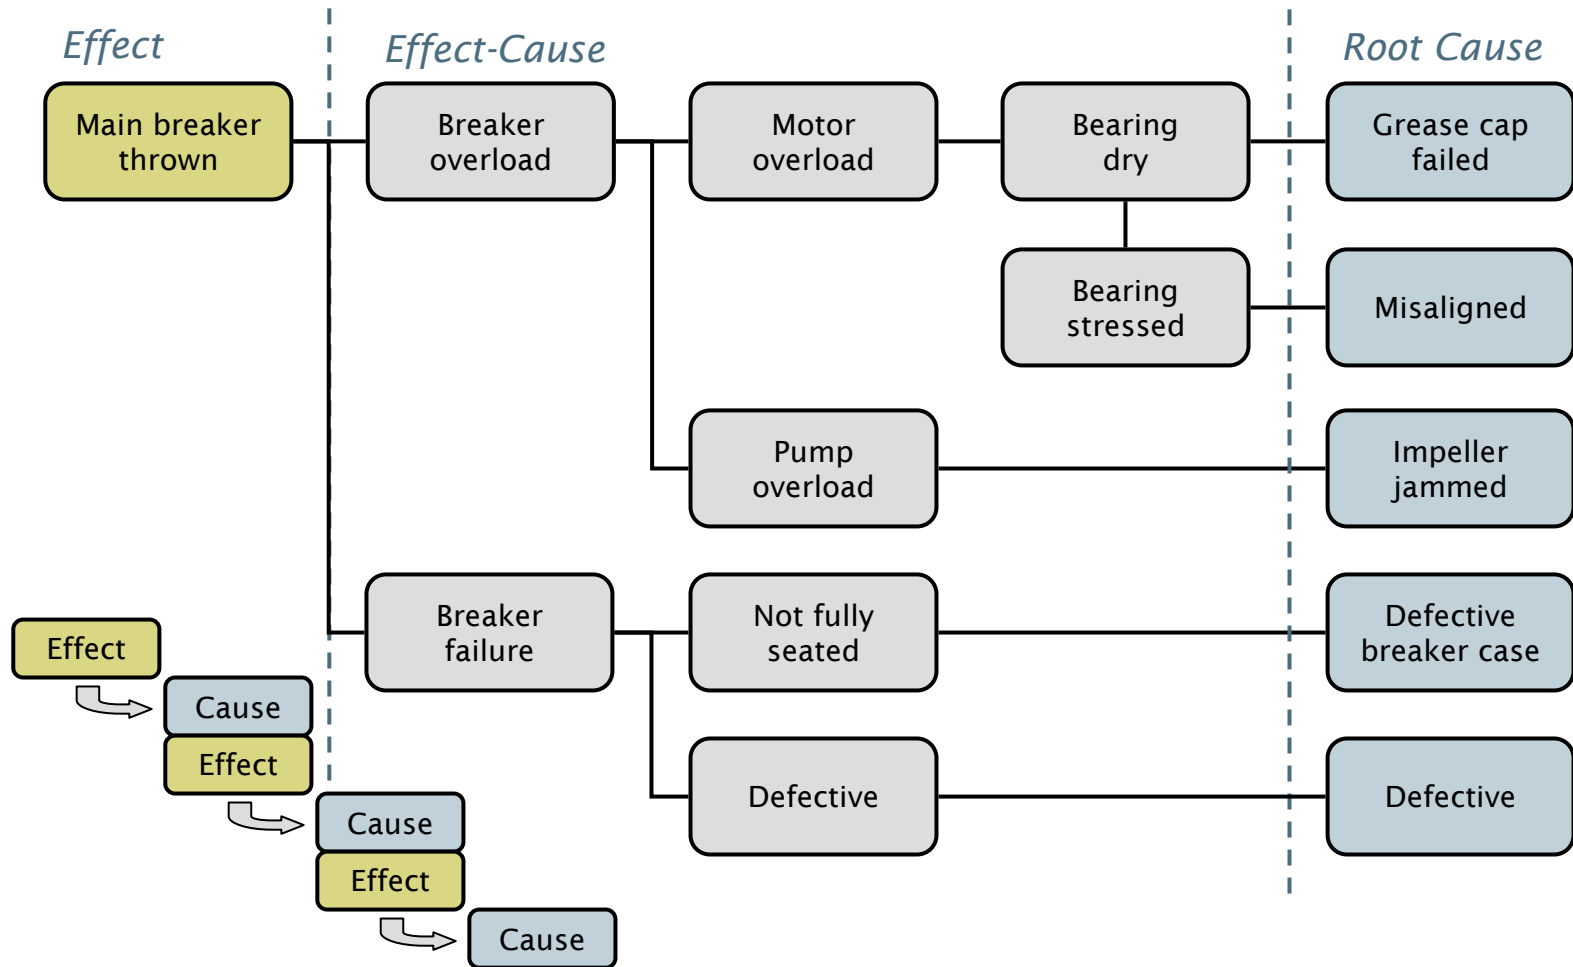 Effect
Effect-Cause
Root Cause
Main breaker
thrown
Breaker
overload
Motor
overload
Bearing
dry
Grease cap
failed
Bearing
stressed
Misaligned
Pump
overload
Impeller
jammed
Breaker
failure
Not fully
seated
Defective
breaker case
Defective
Defective
Effect
Cause
Effect
Cause
Effect
Cause